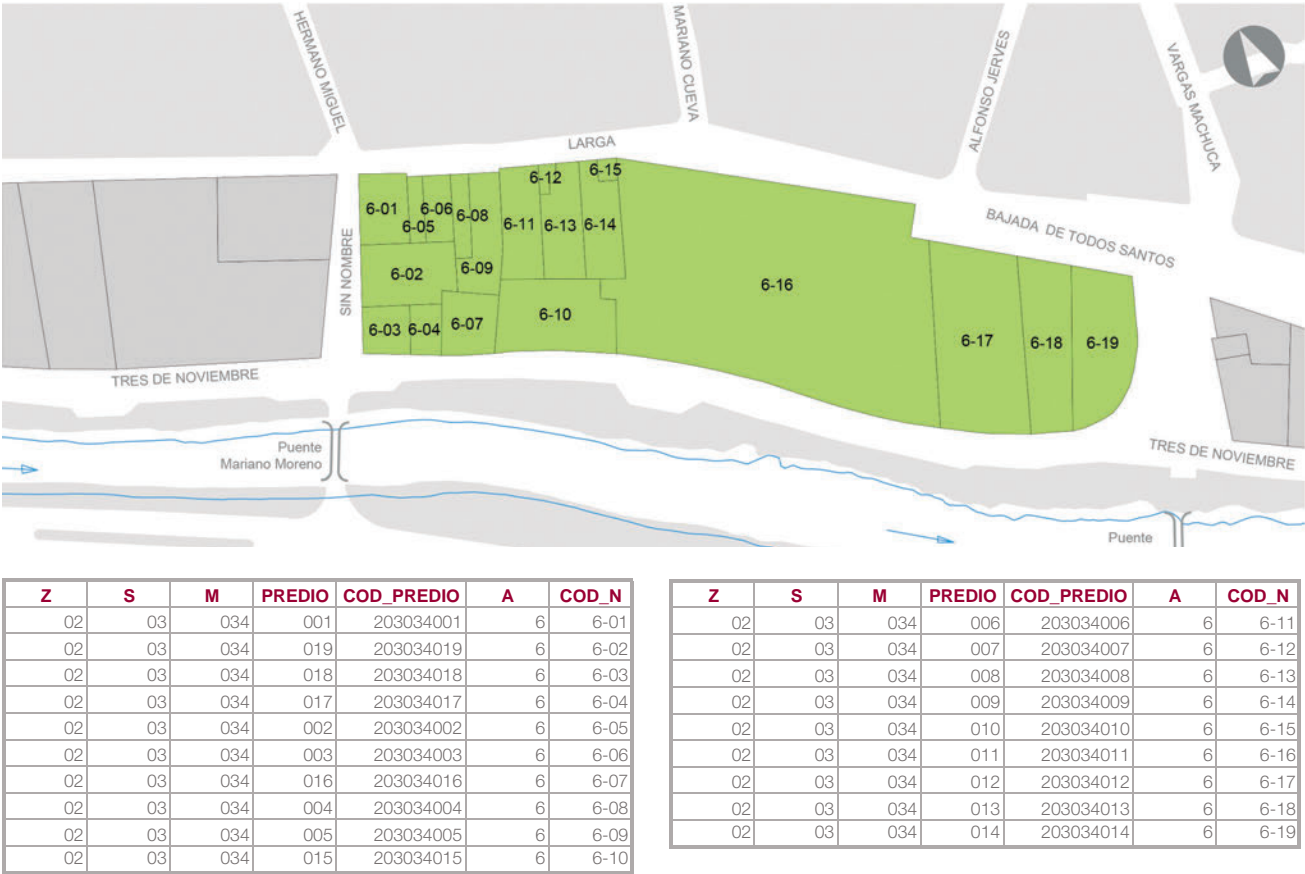 HERMANO MIGUEL
MARIANO CUEVA
ALFONSO JERVES
VARGAS MACHUCA
LARGA
BAJADA DE TODOS SANTOS
SIN NOMBRE
6-01
6-05
6-06
6-08
6-12
6-15
6-11
6-13
6-14
6-02
6-09
6-03
6-04
6-07
6-10
6-16
6-17
6-18
6-19
TRES DE NOVIEMBRE
TRES DE NOVIEMBRE
Puente
Mariano Moreno
Puente
Z S M PREDIO COD_PREDIO A COD_N
02 03 034 001 203034001 6 6-01
02 03 034 019 203034019 6 6-02
02 03 034 018 203034018 6 6-03
02 03 034 017 203034017 6 6-04
02 03 034 002 203034002 6 6-05
02 03 034 003 203034003 6 6-06
02 03 034 016 203034016 6 6-07
02 03 034 004 203034004 6 6-08
02 03 034 005 203034005 6 6-09
02 03 034 015 203034015 6 6-10
Z S M PREDIO COD_PREDIO A COD_N
02 03 034 006 203034006 6 6-11
02 03 034 007 203034007 6 6-12
02 03 034 008 203034008 6 6-13
02 03 034 009 203034009 6 6-14
02 03 034 010 203034010 6 6-15
02 03 034 011 203034011 6 6-16
02 03 034 012 203034012 6 6-17
02 03 034 013 203034013 6 6-18
02 03 034 014 203034014 6 6-19